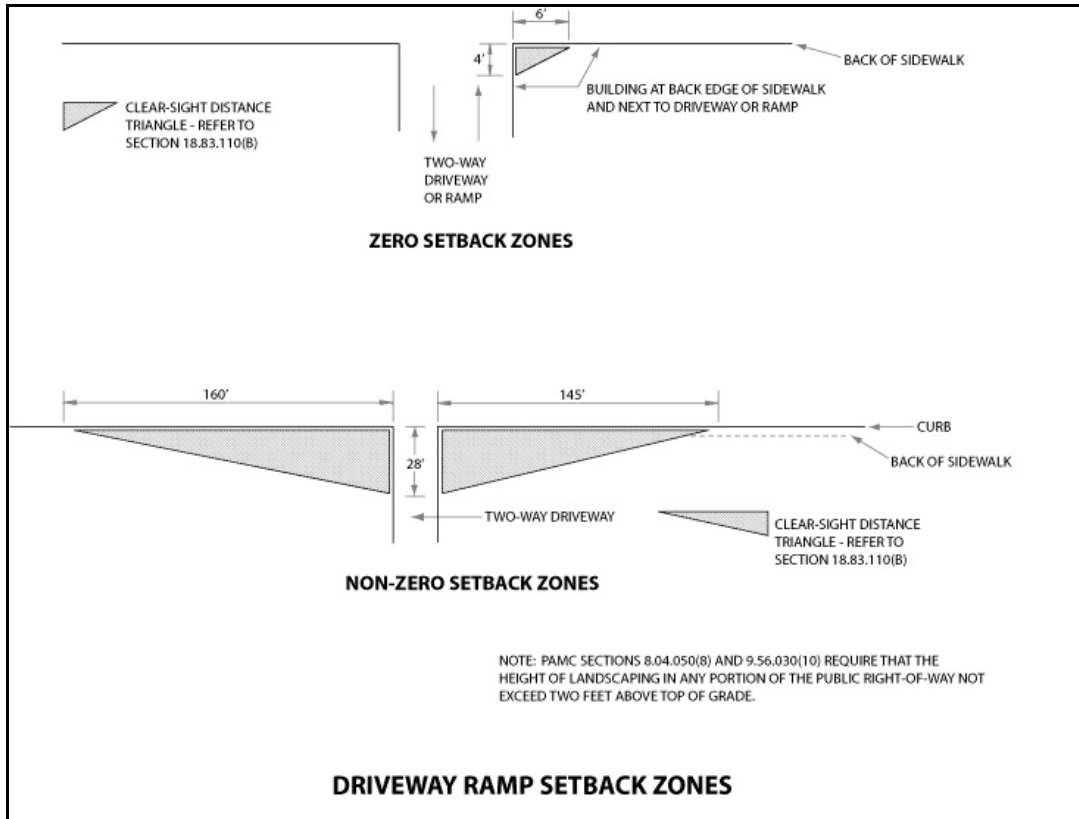 6’
4’
BACK OF SIDEWALK
BUILDING AT BACK EDGE OF SIDEWALK
AND NEXT TO DRIVEWAY OR RAMP
CLEAR-SIGHT DISTANCE
TRIANGLE - REFER TO
SECTION 18.83.110(B)
TWO-WAY
DRIVEWAY
OR RAMP
ZERO SETBACK ZONES
160’
145’
CURB
28’
BACK OF SIDEWALK
TWO-WAY DRIVEWAY
CLEAR-SIGHT DISTANCE
TRIANGLE - REFER TO
SECTION 18.83.110(B)
NON-ZERO SETBACK ZONES
NOTE: PAMC SECTIONS 8.04.050(8) AND 9.56.030(10) REQUIRE THAT THE
HEIGHT OF LANDSCAPING IN ANY PORTION OF THE PUBLIC RIGHT-OF-WAY NOT
EXCEED TWO FEET ABOVE TOP OF GRADE.
DRIVEWAY RAMP SETBACK ZONES